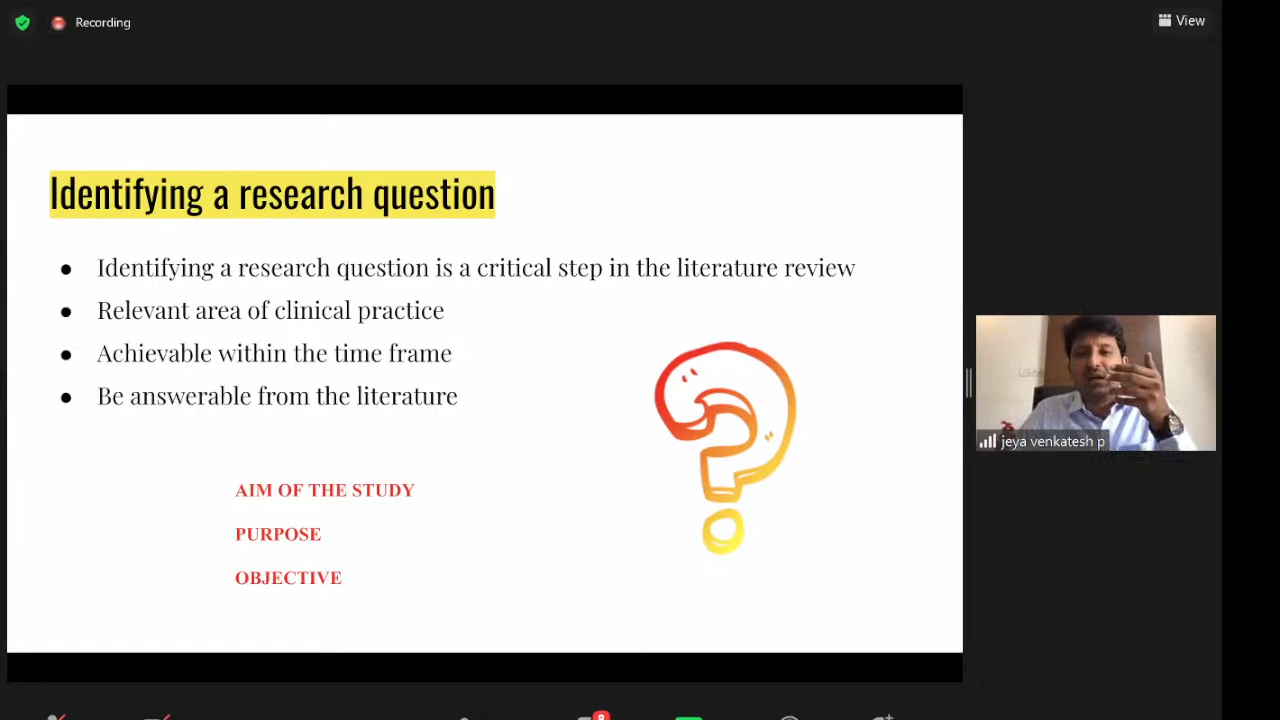 Recording
View
Identifying a research question
● Identifying a research question is a critical step in the literature review
● Relevant area of clinical practice
● Achievable within the time frame
● Be answerable from the literature
AIM OF THE STUDY
PURPOSE
OBJECTIVE
jeya venkatesh p
8